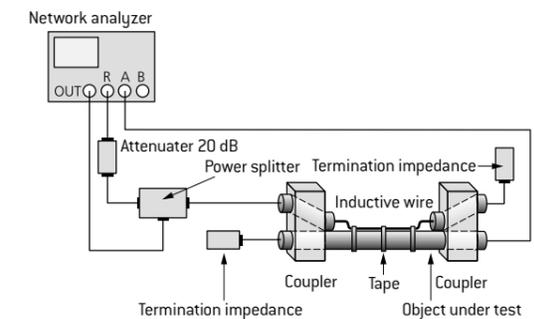 Network analyzer
R A B
OUT
Attenuater 20 dB
Power splitter
Termination impedance
Inductive wire
Coupler
Tape
Coupler
Termination impedance
Object under test